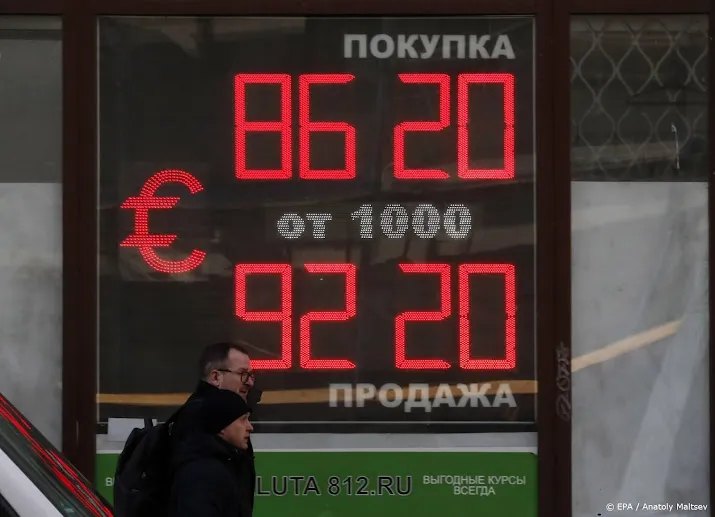 ПОКУПКА
86 20
€ от 1000
92 20
ПРОДАЖА
LUTA 812.RU
ВЫГОДНЫЕ КУРСЫ
ВСЕГДА
© EPA / Anatoly Maltsev